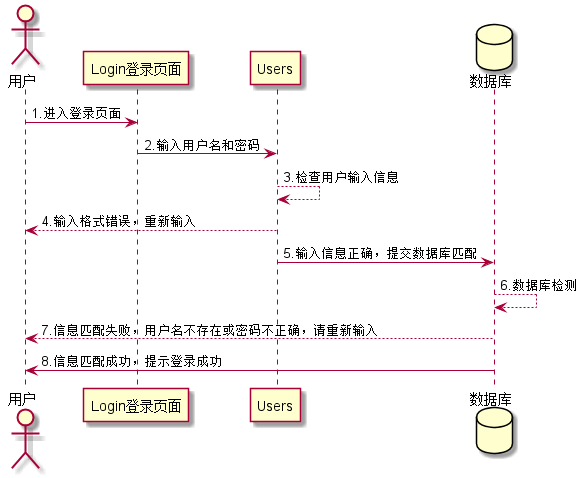 用户
Login登录页面
Users
数据库
1.进入登录页面
2.输入用户名和密码
3.检查用户输入信息
4.输入格式错误，重新输入
5.输入信息正确，提交数据库匹配
6.数据库检测
7.信息匹配失败，用户名不存在或密码不正确，请重新输入
8.信息匹配成功，提示登录成功
用户
Login登录页面
Users
数据库